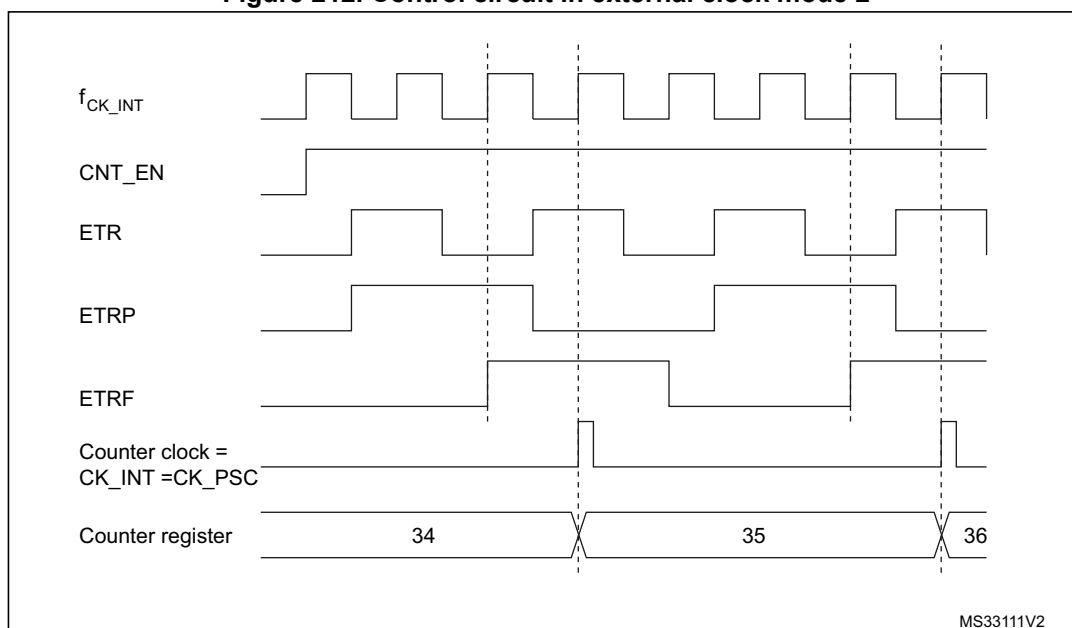 Figure 212. Control circuit in external clock mode 2
fCK_INT
CNT_EN
ETR
ETRP
ETRF
Counter clock =
CK_INT =CK_PSC
Counter register 34 35 36
MS33111V2